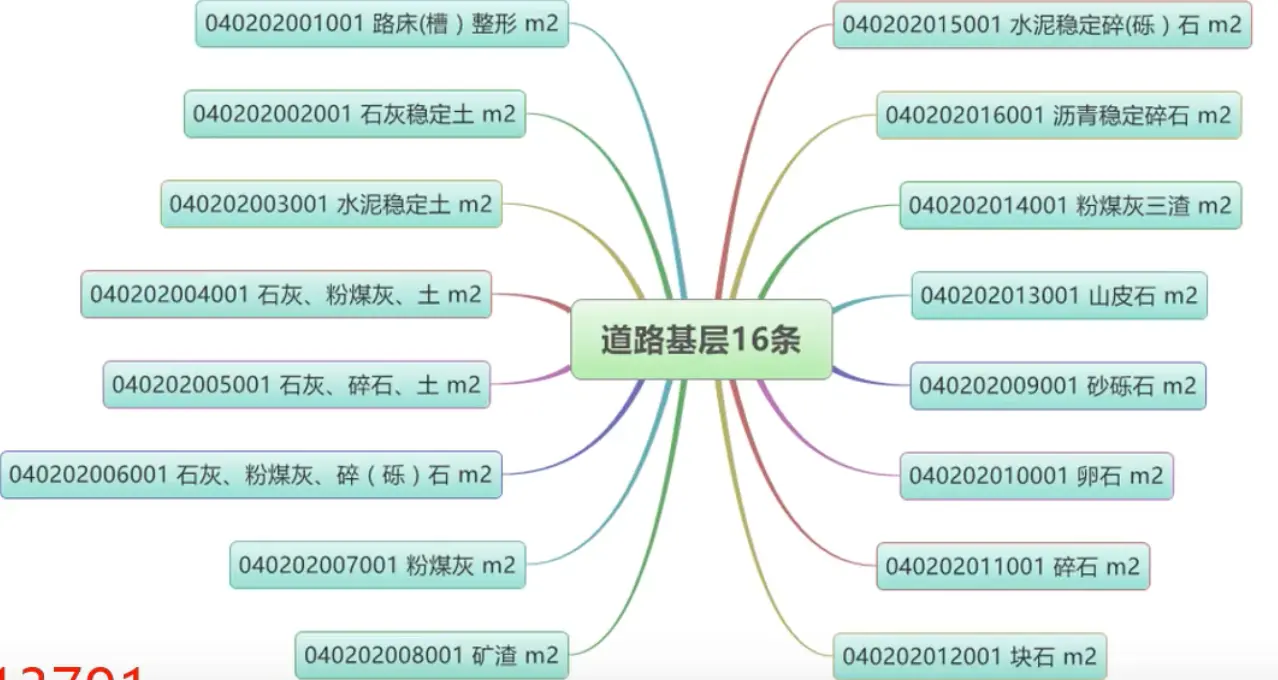 040202001001 路床(槽）整形 m2
040202002001 石灰稳定土 m2
040202003001 水泥稳定土 m2
040202004001 石灰、粉煤灰、土 m2
040202005001 石灰、碎石、土 m2
040202006001 石灰、粉煤灰、碎（砾）石 m2
040202007001 粉煤灰 m2
040202008001 矿渣 m2
道路基层16条
040202015001 水泥稳定碎(砾）石 m2
040202016001 沥青稳定碎石 m2
040202014001 粉煤灰三渣 m2
040202013001 山皮石 m2
040202009001 砂砾石 m2
040202010001 卵石 m2
040202011001 碎石 m2
040202012001 块石 m2